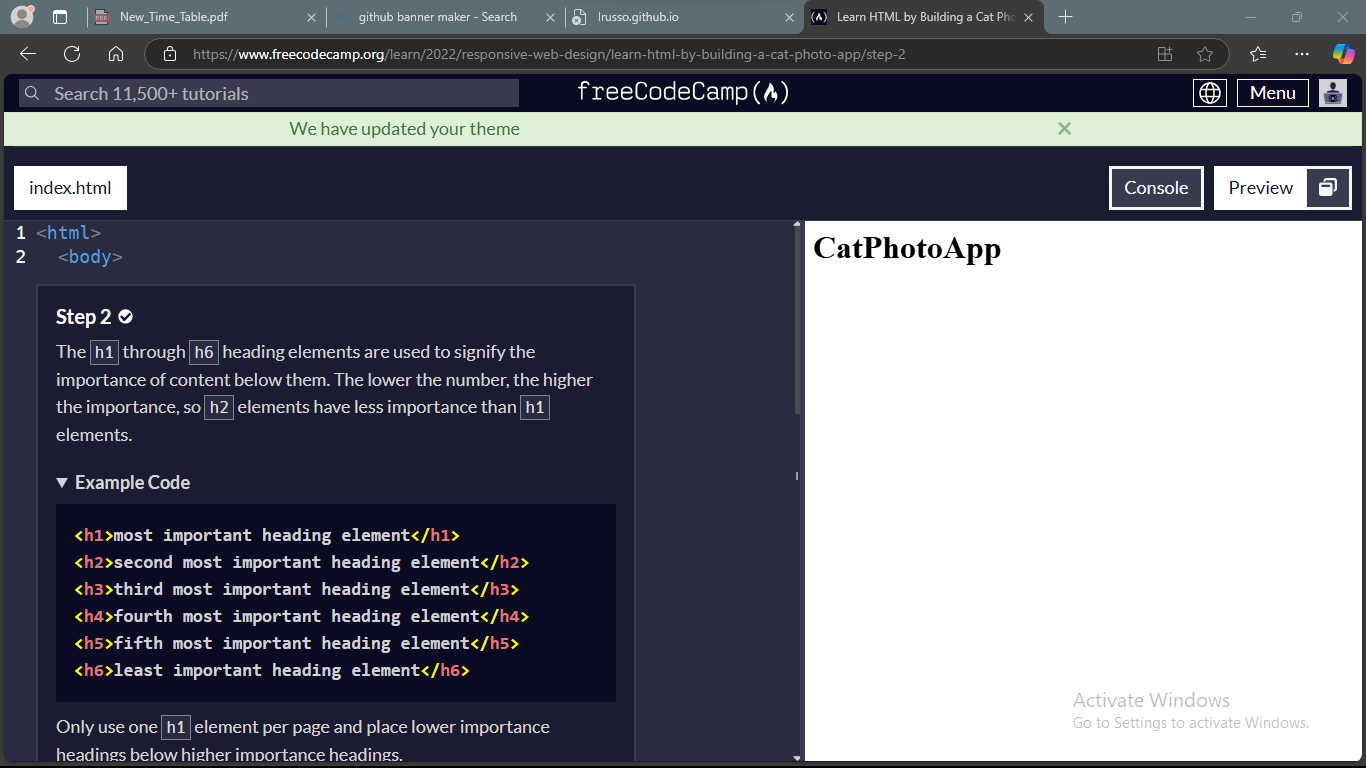 New_Time_Table.pdf
github banner maker - Search
lrusso.github.io
Learn HTML by Building a Cat Ph
https://www.freecodecamp.org/learn/2022/responsive-web-design/learn-html-by-building-a-cat-photo-app/step-2
Search 11,500+ tutorials
freeCodeCamp
Menu
We have updated your theme
index.html
Console
Preview
1 <html>
2 <body>
CatPhotoApp
Step 2
The h1 through h6 heading elements are used to signify the
importance of content below them. The lower the number, the higher
the importance, so h2 elements have less importance than h1
elements.
Example Code
<h1>most important heading element</h1>
<h2>second most important heading element</h2>
<h3>third most important heading element</h3>
<h4>fourth most important heading element</h4>
<h5>fifth most important heading element</h5>
<h6>least important heading element</h6>
Only use one h1 element per page and place lower importance
headings below higher importance headings.
Activate Windows
Go to Settings to activate Windows.